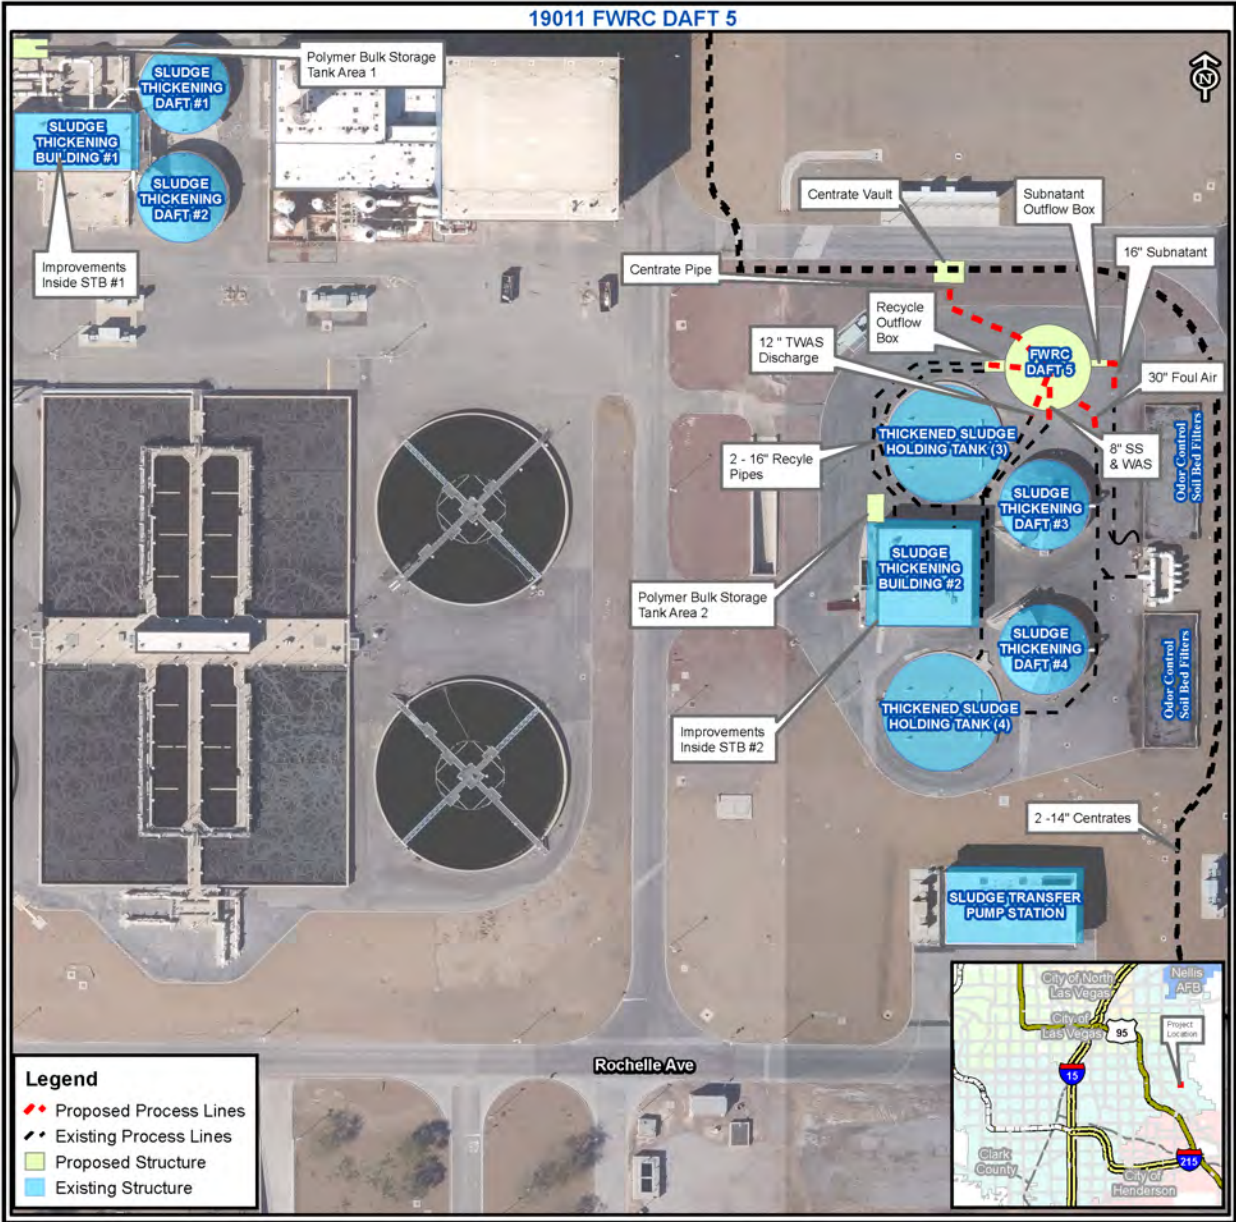 19011 FWRC DAFT 5
Polymer Bulk Storage
Tank Area 1
SLUDGE
THICKENING
DAFT #1
SLUDGE
THICKENING
BUILDING #1
SLUDGE
THICKENING
DAFT #2
Improvements
Inside STB #1
N
Centrate Vault
Subnatant
Outflow Box
16" Subnatant
Centrate Pipe
Recycle
Outflow
Box
12 " TWAS
Discharge
FWRC
DAFT 5
30" Foul Air
THICKENED SLUDGE
HOLDING TANK (3)
8" SS
& WAS
Odor Control
Soil Bed Filters
2 - 16" Recyle
Pipes
SLUDGE
THICKENING
DAFT #3
SLUDGE
THICKENING
BUILDING #2
Polymer Bulk Storage
Tank Area 2
SLUDGE
THICKENING
DAFT #4
Odor Control
Soil Bed Filters
THICKENED SLUDGE
HOLDING TANK (4)
Improvements
Inside STB #2
2 -14" Centrates
SLUDGE TRANSFER
PUMP STATION
Rochelle Ave
Legend
Proposed Process Lines
Existing Process Lines
Proposed Structure
Existing Structure
City of North
Las Vegas
Nellis
AFB
City of
Las Vegas
95
Project
Location
15
Clark
County
215
City of
Henderson